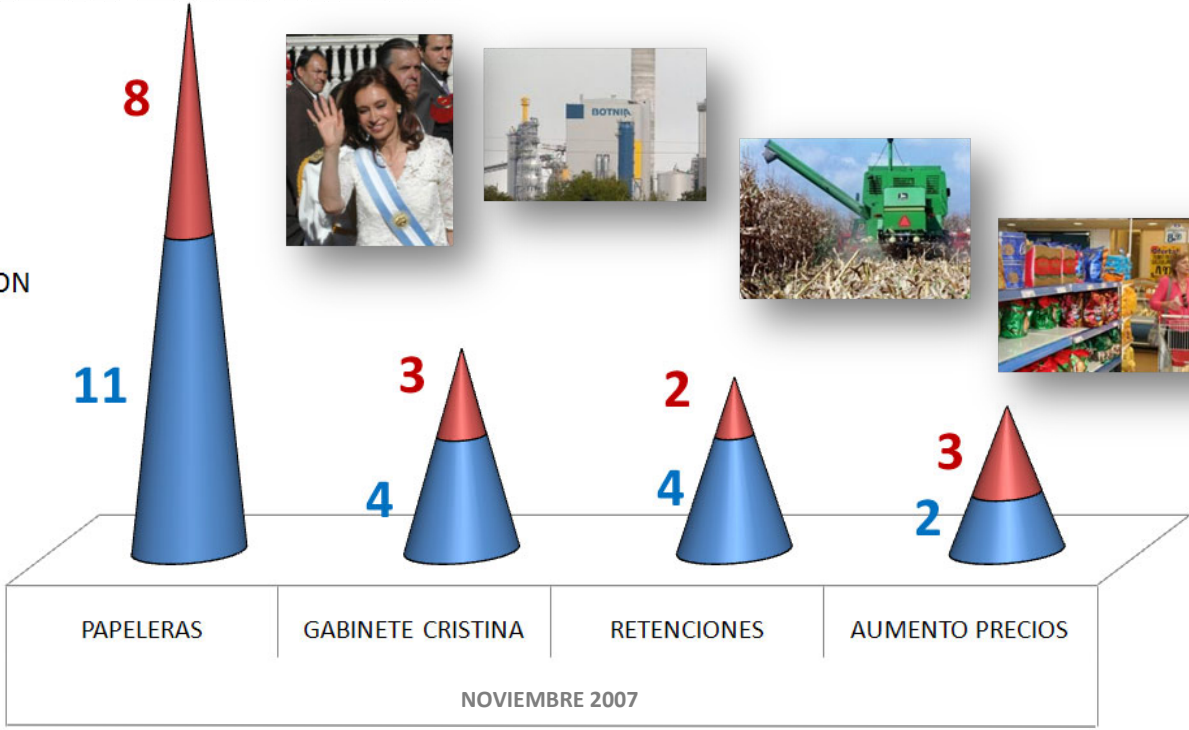 8
BOTNIA
ON
11
3
2
3
4
4
2
PAPELERAS
GABINETE CRISTINA
RETENCIONES
AUMENTO PRECIOS
NOVIEMBRE 2007